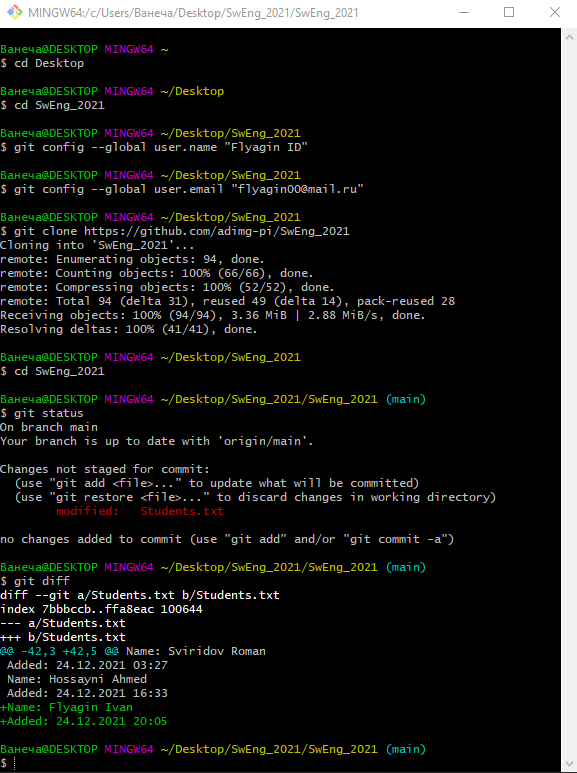 MINGW64:/c/Users/Ванеча/Desktop/SwEng_2021/SwEng_2021
Ванеча@DESKTOP MINGW64 ~
$ cd Desktop
Ванеча@DESKTOP MINGW64 ~/Desktop
$ cd SwEng_2021
Ванеча@DESKTOP MINGW64 ~/Desktop/SwEng_2021
$ git config --global user.name "Flyagin ID"
Ванеча@DESKTOP MINGW64 ~/Desktop/SwEng_2021
$ git config --global user.email "flyagin00@mail.ru"
Ванеча@DESKTOP MINGW64 ~/Desktop/SwEng_2021
$ git clone https://github.com/adimg-pi/SwEng_2021
Cloning into 'SwEng_2021'...
remote: Enumerating objects: 94, done.
remote: Counting objects: 100% (66/66), done.
remote: Compressing objects: 100% (52/52), done.
remote: Total 94 (delta 31), reused 49 (delta 14), pack-reused 28
Receiving objects: 100% (94/94), 3.36 MiB | 2.88 MiB/s, done.
Resolving deltas: 100% (41/41), done.
Ванеча@DESKTOP MINGW64 ~/Desktop/SwEng_2021
$ cd SwEng_2021
Ванеча@DESKTOP MINGW64 ~/Desktop/SwEng_2021/SwEng_2021 (main)
$ git status
On branch main
Your branch is up to date with 'origin/main'.
Changes not staged for commit:
(use "git add <file>..." to update what will be committed)
(use "git restore <file>..." to discard changes in working directory)
modified: Students.txt
no changes added to commit (use "git add" and/or "git commit -a")
Ванеча@DESKTOP MINGW64 ~/Desktop/SwEng_2021/SwEng_2021 (main)
$ git diff
diff --git a/Students.txt b/Students.txt
index 7bbbccb..ffa8eac 100644
--- a/Students.txt
+++ b/Students.txt
@@ -42,3 +42,5 @@ Name: Sviridov Roman
Added: 24.12.2021 03:27
Name: Hossayni Ahmed
Added: 24.12.2021 16:33
+Name: Flyagin Ivan
+Added: 24.12.2021 20:05
Ванеча@DESKTOP MINGW64 ~/Desktop/SwEng_2021/SwEng_2021 (main)
$